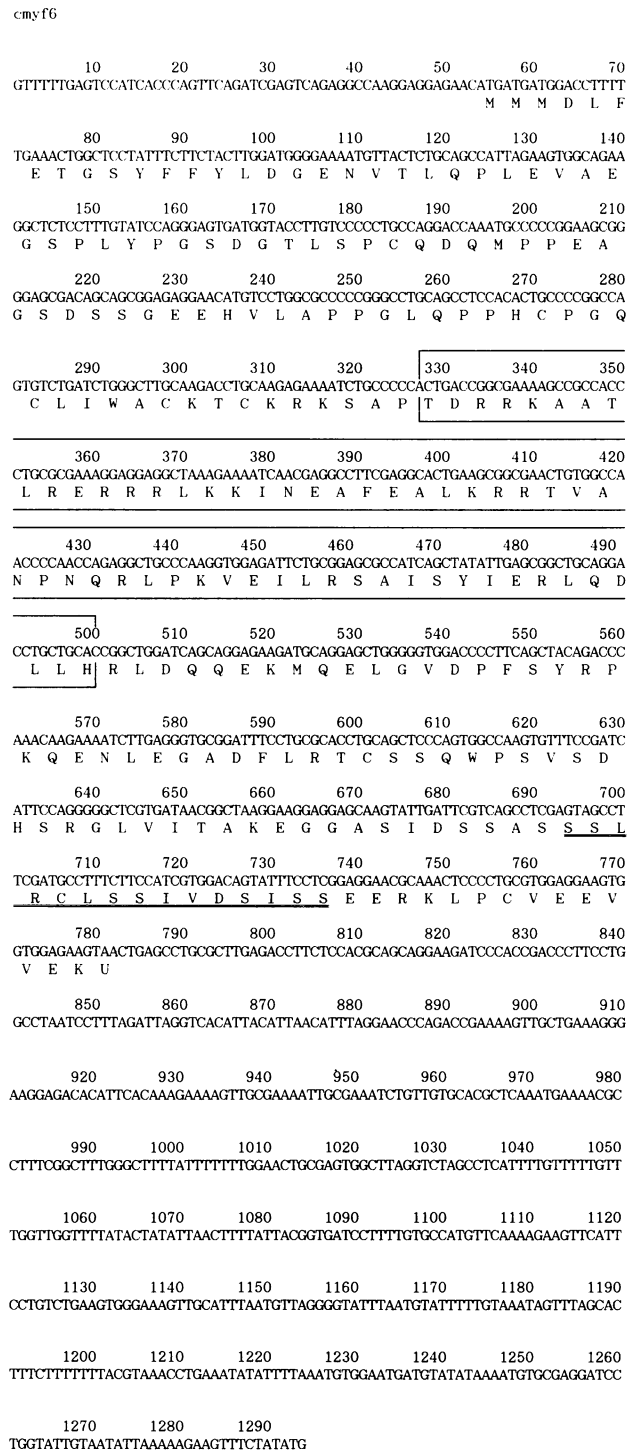 cmyf6
10 20 30 40 50 60 70
GTTTTTGAGTCCATCACCCAGTTCAGATCGAGTCAGAGGCCAAGGAGGAGAACATGATGATGGACCTTTT
M M M D L F
80 90 100 110 120 130 140
TGAAACTGGCTCCTATTTCTTCTACTTGGATGGGGAAAATGTTACTCTGCAGCCATTAGAAGTGGCAGAA
E T G S Y F F Y L D G E N V T L Q P L E V A E
150 160 170 180 190 200 210
GGCTCTCCTTTGTATCCAGGGAGTGATGGTACCTTGTCCCCCTGCCAGGACCAAATGCCCCCGGAAGCGG
G S P L Y P G S D G T L S P C Q D Q M P P E A
220 230 240 250 260 270 280
GGAGCGACAGCAGCGGAGAGGAACATGTCCTGGCGCCCCCGGGCCTGCAGCCTCCACACTGCCCCGGCCA
G S D S S G E E H V L A P P G L Q P P H C P G Q
290 300 310 320 330 340 350
GTGTCTGATCTGGGCTTGCAAGACCTGCAAGAGAAAATCTGCCCCCACTGACCGGCGAAAAGCCGCCACC
C L I W A C K T C K R K S A P T D R R K A A T
360 370 380 390 400 410 420
CTGCGCGAAAGGAGGAGGCTAAAGAAAATCAACGAGGCCTTCGAGGCACTGAAGCGGCGAACTGTGGCCA
L R E R R R L K K I N E A F E A L K R R T V A
430 440 450 460 470 480 490
ACCCCAACCAGAGGCTGCCCAAGGTGGAGATTCTGCGGAGCGCCATCAGCTATATTGAGCGGCTGCAGGA
N P N Q R L P K V E I L R S A I S Y I E R L Q D
500 510 520 530 540 550 560
CCTGCTGCACCGGCTGGATCAGCAGGAGAAGATGCAGGAGCTGGGGGTGGACCCCTTCAGCTACAGACCC
L L H R L D Q Q E K M Q E L G V D P F S Y R P
570 580 590 600 610 620 630
AAACAAGAAAATCTTGAGGGTGCGGATTTCCTGCGCACCTGCAGCTCCCAGTGGCCAAGTGTTTCCGATC
K Q E N L E G A D F L R T C S S Q W P S V S D
640 650 660 670 680 690 700
ATTCCAGGGGGCTCGTGATAACGGCTAAGGAAGGAGGAGCAAGTATTGATTCGTCAGCCTCGAGTAGCCT
H S R G L V I T A K E G G A S I D S S A S S S L
710 720 730 740 750 760 770
TCGATGCCTTTCTTCCATCGTGGACAGTATTTCCTCGGAGGAACGCAAACTCCCCTGCGTGGAGGAAGTG
R C L S S I V D S I S S E E R K L P C V E E V
780 790 800 810 820 830 840
GTGGAGAAGTAACTGAGCCTGCGCTTGAGACCTTCTCCACGCAGCAGGAAGATCCCACCGACCCTTCCTG
V E K U
850 860 870 880 890 900 910
GCCTAATCCTTTAGATTAGGTCACATTACATTAACATTTAGGAACCCAGACCGAAAAGTTGCTGAAAGGG
920 930 940 950 960 970 980
AAGGAGACACATTCACAAAGAAAAGTTGCGAAAATTGCGAAATCTGTTGTGCACGCTCAAATGAAAACGC
990 1000 1010 1020 1030 1040 1050
CTTTCGGCTTTGGGCTTTTATTTTTTTGGAACTGCGAGTGGCTTAGGTCTAGCCTCATTTTGTTTTTGTT
1060 1070 1080 1090 1100 1110 1120
TGGTTGGTTTTATACTATATTAACTTTTATTACGGTGATCCTTTTGTGCCATGTTCAAAAGAAGTTCATT
1130 1140 1150 1160 1170 1180 1190
CCTGTCTGAAGTGGGAAAGTTGCATTTAATGTTAGGGGTATTTAATGTATTTTTGTAAATAGTTTAGCAC
1200 1210 1220 1230 1240 1250 1260
TTTCTTTTTTTACGTAAACCTGAAATATATTTTAAATGTGGAATGATGTATATAAAATGTGCGAGGATCC
1270 1280 1290
TGGTATTGTAATATTAAAAAGAAGTTTCTATATG